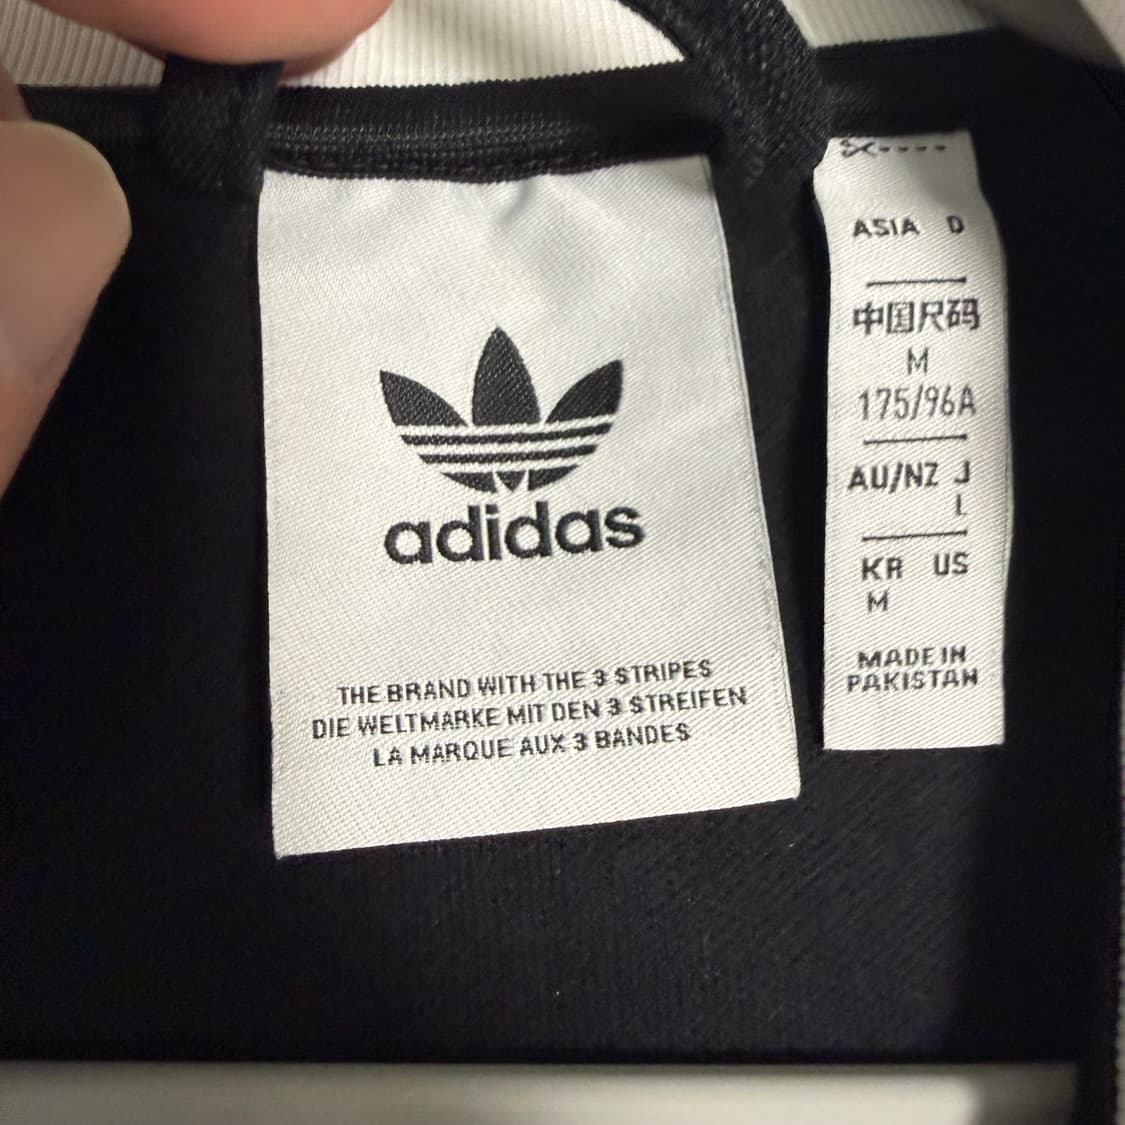 adidas
THE BRAND WITH THE 3 STRIPES
DIE WELTMARKE MIT DEN 3 STREIFEN
LA MARQUE AUX 3 BANDES
ASIA D
中国尺码
M
175/96A
AU/NZ J
L
KR US
M
MADE IN
PAKISTAN